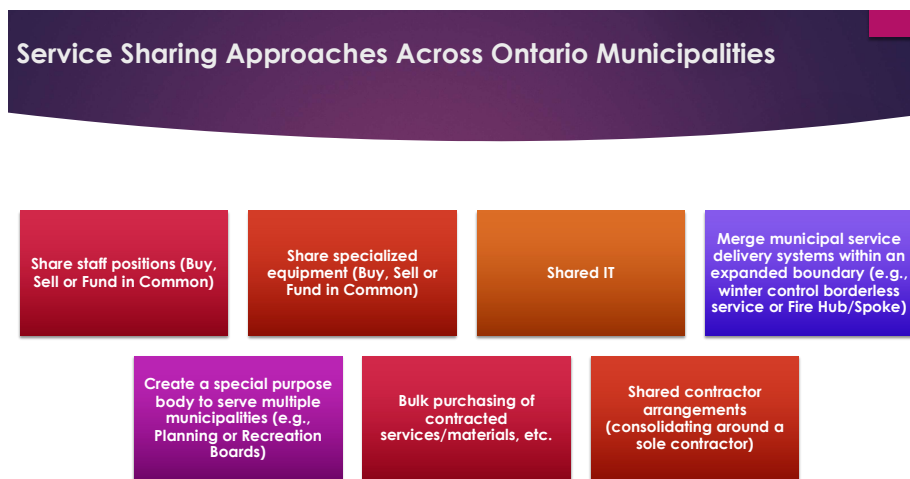 Service Sharing Approaches Across Ontario Municipalities
Share staff positions (Buy,
Sell or Fund in Common)
Share specialized
equipment (Buy, Sell or
Fund in Common)
Shared IT
Merge municipal service
delivery systems within an
expanded boundary (e.g.,
winter control borderless
service or Fire Hub/Spoke)
Create a special purpose
body to serve multiple
municipalities (e.g.,
Planning or Recreation
Boards)
Bulk purchasing of
contracted
services/materials, etc.
Shared contractor
arrangements
(consolidating around a
sole contractor)